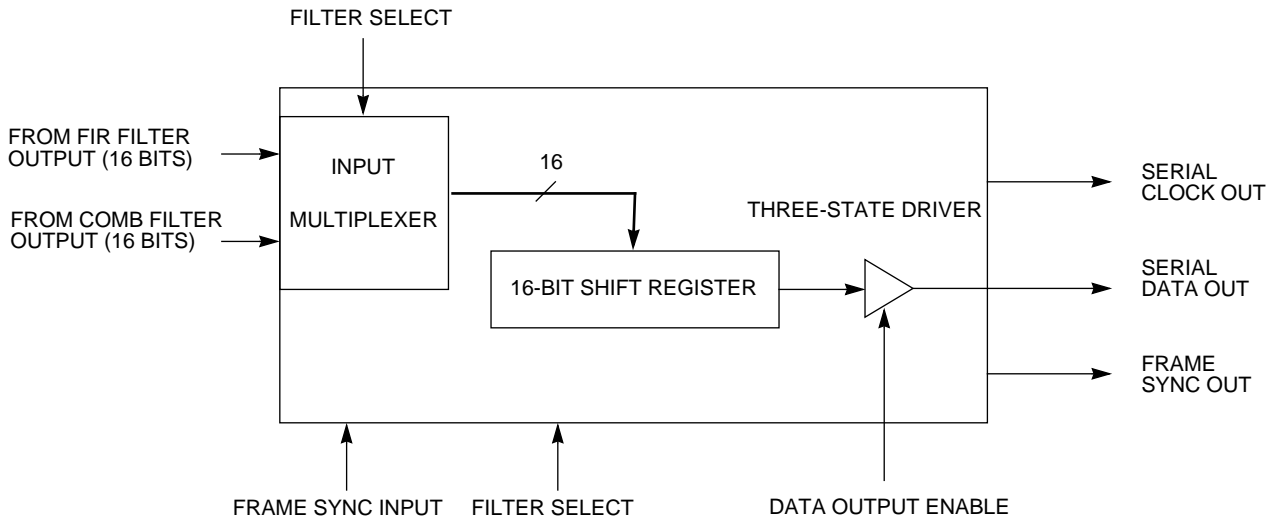 FILTER SELECT
FROM FIR FILTER
OUTPUT (16 BITS)
FROM COMB FILTER
OUTPUT (16 BITS)
INPUT
MULTIPLEXER
16
16-BIT SHIFT REGISTER
THREE-STATE DRIVER
SERIAL
CLOCK OUT
SERIAL
DATA OUT
FRAME
SYNC OUT
FRAME SYNC INPUT
FILTER SELECT
DATA OUTPUT ENABLE